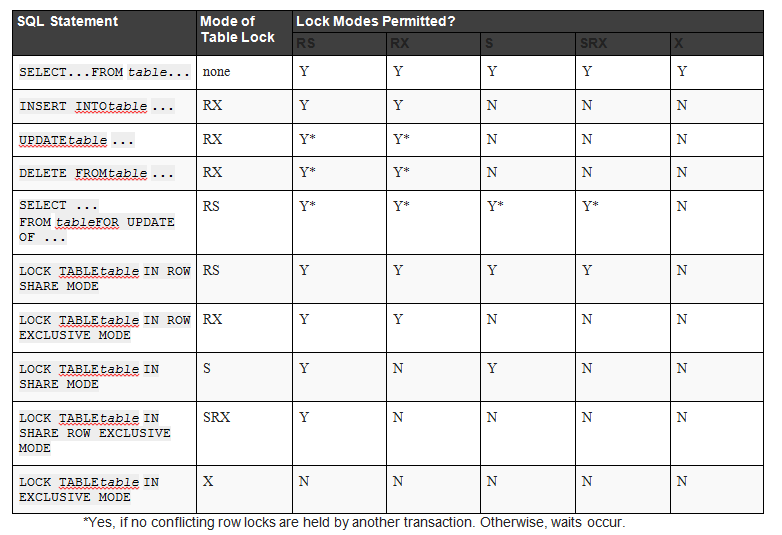 SQL Statement Mode of Table Lock Lock Modes Permitted?
RS RX S SRX X
SELECT...FROM table... none Y Y Y Y Y
INSERT INTOtable ... RX Y Y N N N
UPDATEtable ... RX Y* Y* N N N
DELETE FROMtable ... RX Y* Y* N N N
SELECT ...
FROM tableFOR UPDATE
OF ... RS Y* Y* Y* Y* N
LOCK TABLEtable IN ROW
SHARE MODE RS Y Y Y Y N
LOCK TABLEtable IN ROW
EXCLUSIVE MODE RX Y Y N N N
LOCK TABLEtable IN
SHARE MODE S Y N Y N N
LOCK TABLEtable IN
SHARE ROW EXCLUSIVE
MODE SRX Y N N N N
LOCK TABLEtable IN
EXCLUSIVE MODE X N N N N N
*Yes, if no conflicting row locks are held by another transaction. Otherwise, waits occur.